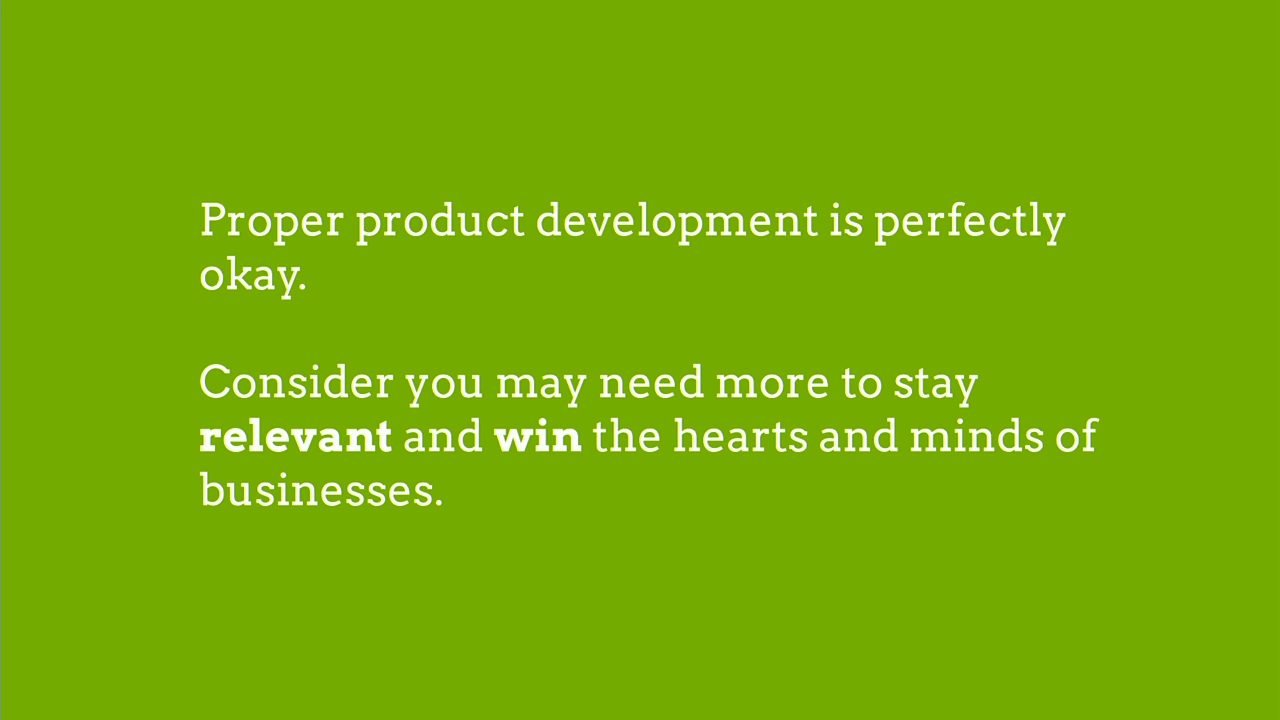 Proper product development is perfectly
okay.
Consider you may need more to stay
relevant and win the hearts and minds of
businesses.